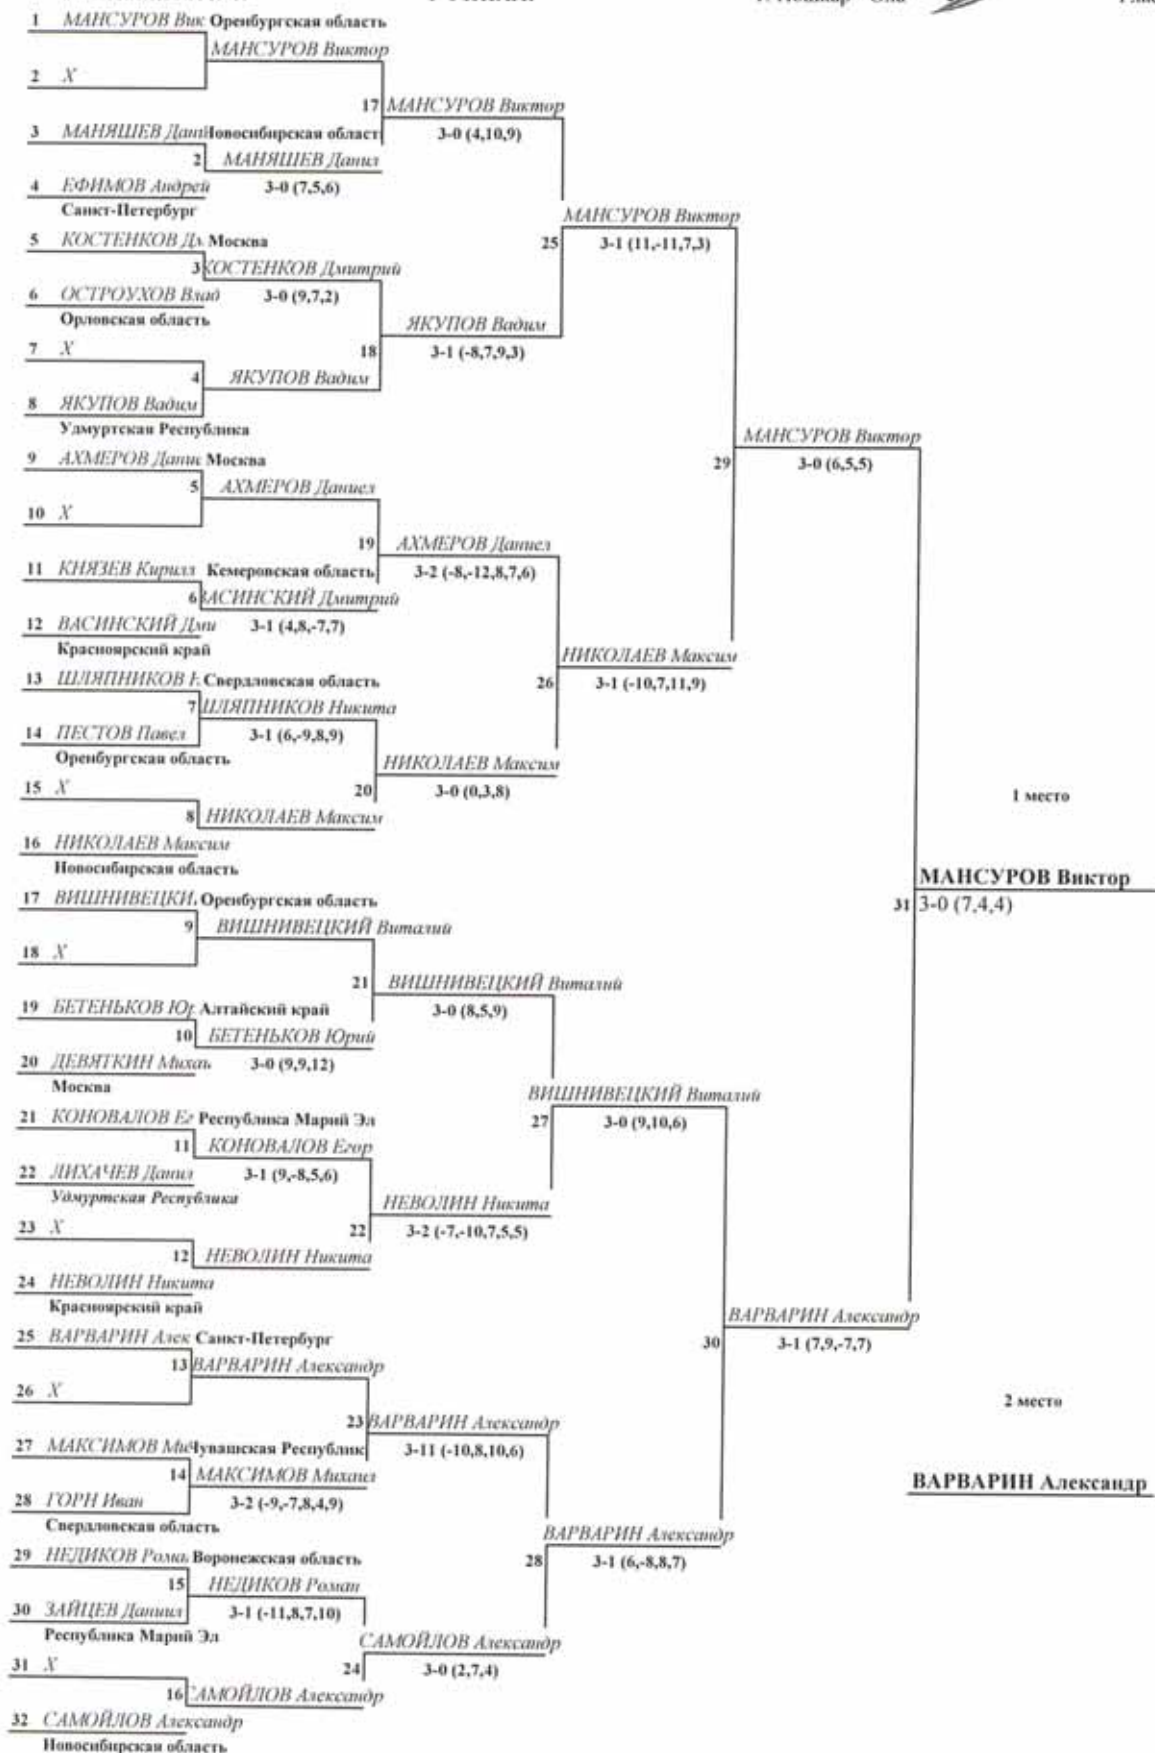 г. Йошкар - Ола
1 МАНСУРОВ Вик Оренбургская область
МАНСУРОВ Виктор
2 X
17 МАНСУРОВ Виктор
3 МАНЯШЕВ Дани Новосибирская област 3-0 (4,10,9)
2 МАНЯШЕВ Данил
4 ЕФИМОВ Андрей 3-0 (7,5,6)
Санкт-Петербург
МАНСУРОВ Виктор
5 КОСТЕНКОВ Дм Москва 25 3-1 (11,-11,7,3)
3 КОСТЕНКОВ Дмитрий
6 ОСТРОУХОВ Влад 3-0 (9,7,2)
Орловская область
ЯКУПОВ Вадим
7 X 18 3-1 (-8,7,9,3)
4 ЯКУПОВ Вадим
8 ЯКУПОВ Вадим
Удмуртская Республика
МАНСУРОВ Виктор
9 АХМЕРОВ Дание Москва 29 3-0 (6,5,5)
5 АХМЕРОВ Даниел
10 X
19 АХМЕРОВ Даниел
11 КНЯЗЕВ Кирилл Кемеровская область 3-2 (-8,-12,8,7,6)
6 ВАСИНСКИЙ Дмитрий
12 ВАСИНСКИЙ Дми 3-1 (4,8,-7,7)
Красноярский край
НИКОЛАЕВ Максим
13 ШЛЯПНИКОВ Н Свердловская область 26 3-1 (-10,7,11,9)
7 ШЛЯПНИКОВ Никита
14 ПЕСТОВ Павел 3-1 (6,-9,8,9)
Оренбургская область
НИКОЛАЕВ Максим
15 X 20 3-0 (0,3,8)
1 место
8 НИКОЛАЕВ Максим
16 НИКОЛАЕВ Максим
Новосибирская область
МАНСУРОВ Виктор
17 ВИШНИВЕЦКИ Оренбургская область 31 3-0 (7,4,4)
9 ВИШНИВЕЦКИЙ Виталий
18 X
21 ВИШНИВЕЦКИЙ Виталий
19 БЕТЕНЬКОВ Юр Алтайский край 3-0 (8,5,9)
10 БЕТЕНЬКОВ Юрий
20 ДЕВЯТКИН Михаи 3-0 (9,9,12)
Москва
ВИШНИВЕЦКИЙ Виталий
21 КОНОВАЛОВ Ег Республика Марий Эл 27 3-0 (9,10,6)
11 КОНОВАЛОВ Егор
22 ЛИХАЧЕВ Данил 3-1 (9,-8,5,6)
Удмуртская Республика
НЕВОЛИН Никита
23 X 22 3-2 (-7,-10,7,5,5)
12 НЕВОЛИН Никита
24 НЕВОЛИН Никита
Красноярский край
ВАРВАРИН Александр
25 ВАРВАРИН Алек Санкт-Петербург 30 3-1 (7,9,-7,7)
13 ВАРВАРИН Александр
26 X
2 место
23 ВАРВАРИН Александр
27 МАКСИМОВ Ми Чувашская Республик 3-11 (-10,8,10,6)
14 МАКСИМОВ Михаил
ВАРВАРИН Александр
28 ГОРН Иван 3-2 (-9,-7,8,4,9)
Свердловская область
ВАРВАРИН Александр
29 НЕДИКОВ Рома Воронежская область 28 3-1 (6,-8,8,7)
15 НЕДИКОВ Роман
30 ЗАЙЦЕВ Даниил 3-1 (-11,8,7,10)
Республика Марий Эл
САМОЙЛОВ Александр
31 X 24 3-0 (2,7,4)
16 САМОЙЛОВ Александр
32 САМОЙЛОВ Александр
Новосибирская область